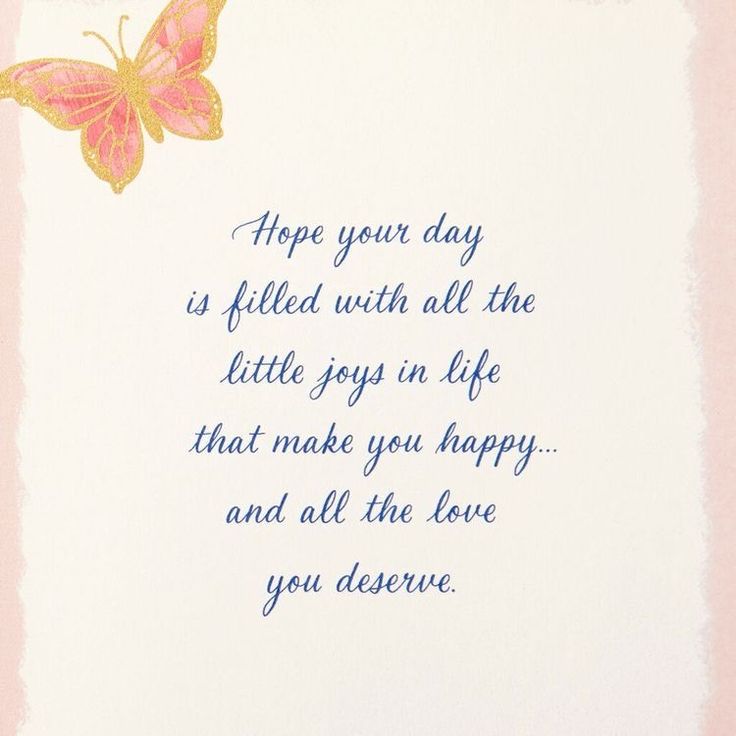 Hope your day
is filled with all the
little joys in life
that make you happy...
and all the love
you deserve.